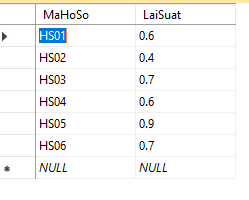 MaHoSo LaiSuat
HS01 0.6
HS02 0.4
HS03 0.7
HS04 0.6
HS05 0.9
HS06 0.7
NULL NULL